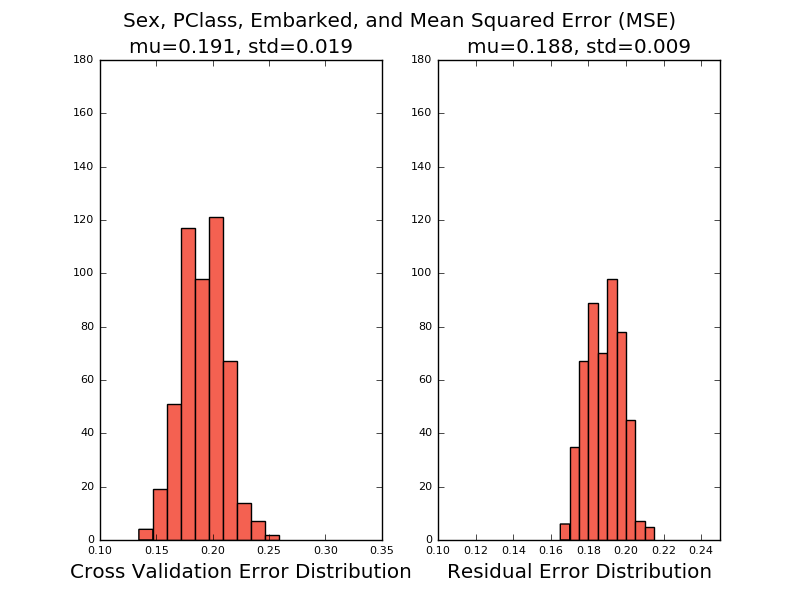 Sex, PClass, Embarked, and Mean Squared Error (MSE)
mu=0.191, std=0.019
180
160
140
120
100
80
60
40
20
0
0.10 0.15 0.20 0.25 0.30 0.35
Cross Validation Error Distribution
mu=0.188, std=0.009
180
160
140
120
100
80
60
40
20
0
0.10 0.12 0.14 0.16 0.18 0.20 0.22 0.24
Residual Error Distribution